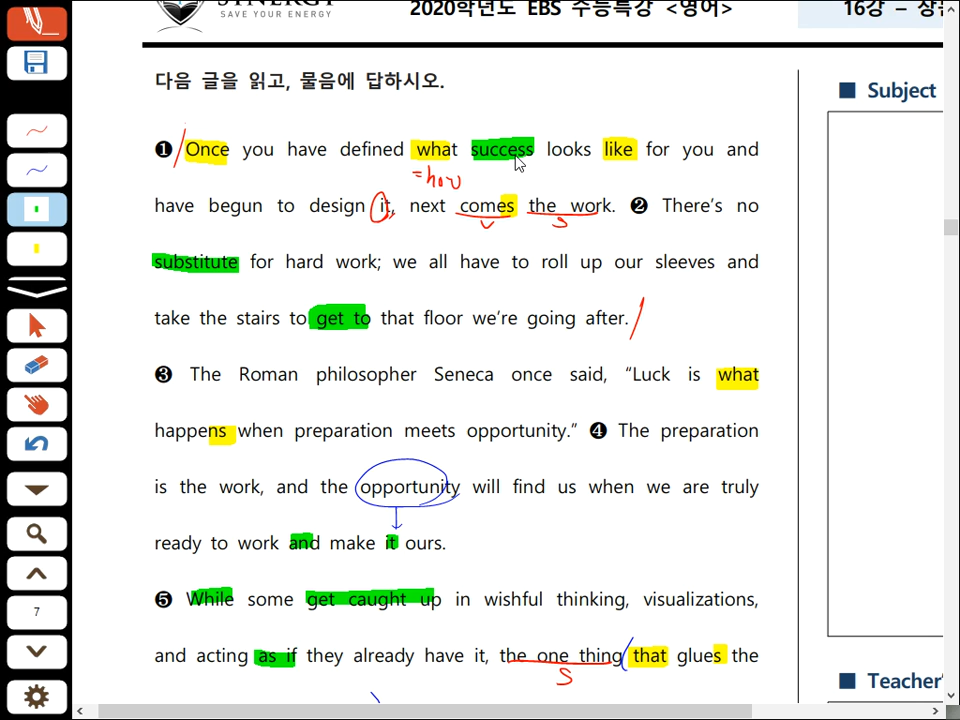 SYNERGY
SAVE YOUR ENERGY
2020학년도 EBS 수능특강 <영어>
16강 –
다음 글을 읽고, 물음에 답하시오.
Subject
❶ Once you have defined what success looks like for you and
= how
have begun to design it, next comes the work. ❷ There's no
v s
substitute for hard work; we all have to roll up our sleeves and
take the stairs to get to that floor we're going after.
❸ The Roman philosopher Seneca once said, "Luck is what
happens when preparation meets opportunity." ❹ The preparation
is the work, and the opportunity will find us when we are truly
ready to work and make it ours.
❺ While some get caught up in wishful thinking, visualizations,
and acting as if they already have it, the one thing that glues the
s
Teacher'
7